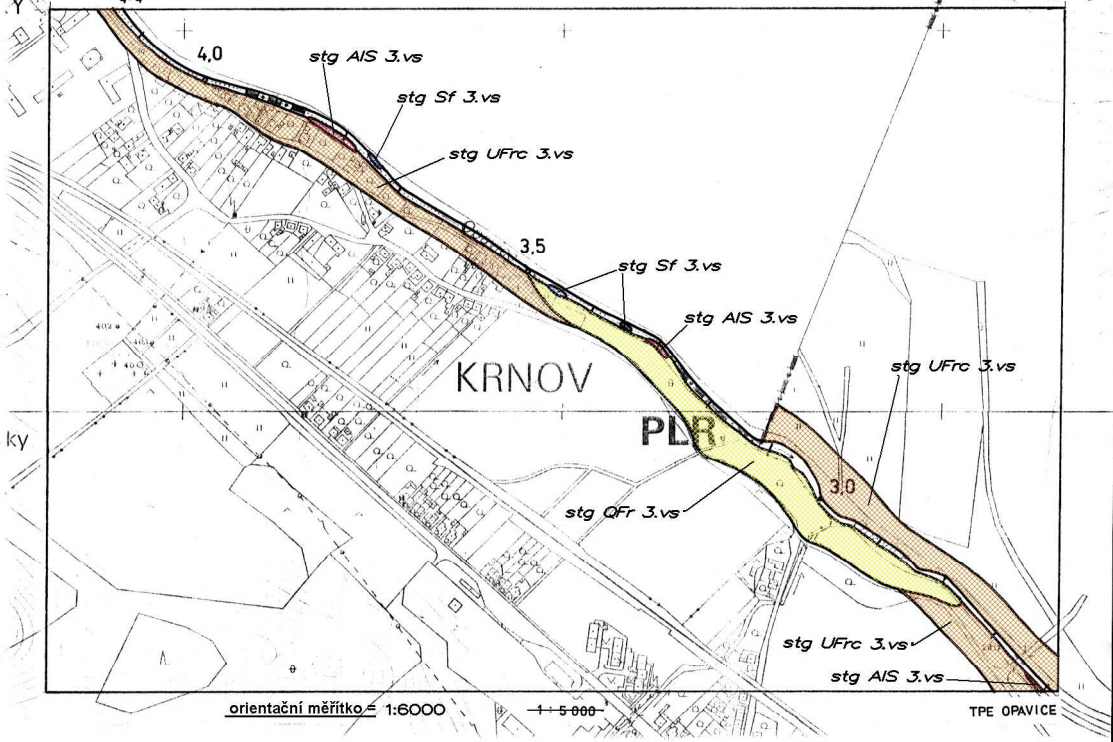 Y
4,0
stg AlS 3.vs
stg Sf 3.vs
stg UFrc 3.vs
3,5
stg Sf 3.vs
stg AlS 3.vs
stg UFrc 3.vs
KRNOV
PLR
ky
3,0
stg QFr 3.vs
stg UFrc 3.vs
stg AlS 3.vs
orientační měřítko = 1:6000
1:5 000
TPE OPAVICE